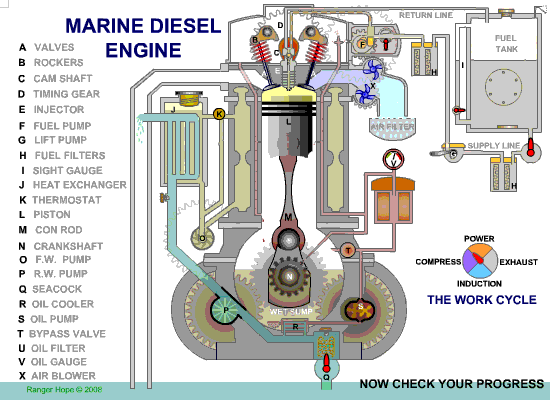 MARINE DIESEL
ENGINE
A VALVES
B ROCKERS
C CAM SHAFT
D TIMING GEAR
E INJECTOR
F FUEL PUMP
G LIFT PUMP
H FUEL FILTERS
I SIGHT GAUGE
J HEAT EXCHANGER
K THERMOSTAT
L PISTON
M CON ROD
N CRANKSHAFT
O F.W. PUMP
P R.W. PUMP
Q SEACOCK
R OIL COOLER
S OIL PUMP
T BYPASS VALVE
U OIL FILTER
V OIL GAUGE
X AIR BLOWER
Ranger Hope © 2008
RETURN LINE
FUEL
TANK
D
B
C
F
H
I
X
AIR FILTER
SUPPLY LINE
G
H
J
K
L
V
M
O
T
N
P
WET SUMP
S
R
Q
POWER
COMPRESS
EXHAUST
INDUCTION
THE WORK CYCLE
NOW CHECK YOUR PROGRESS